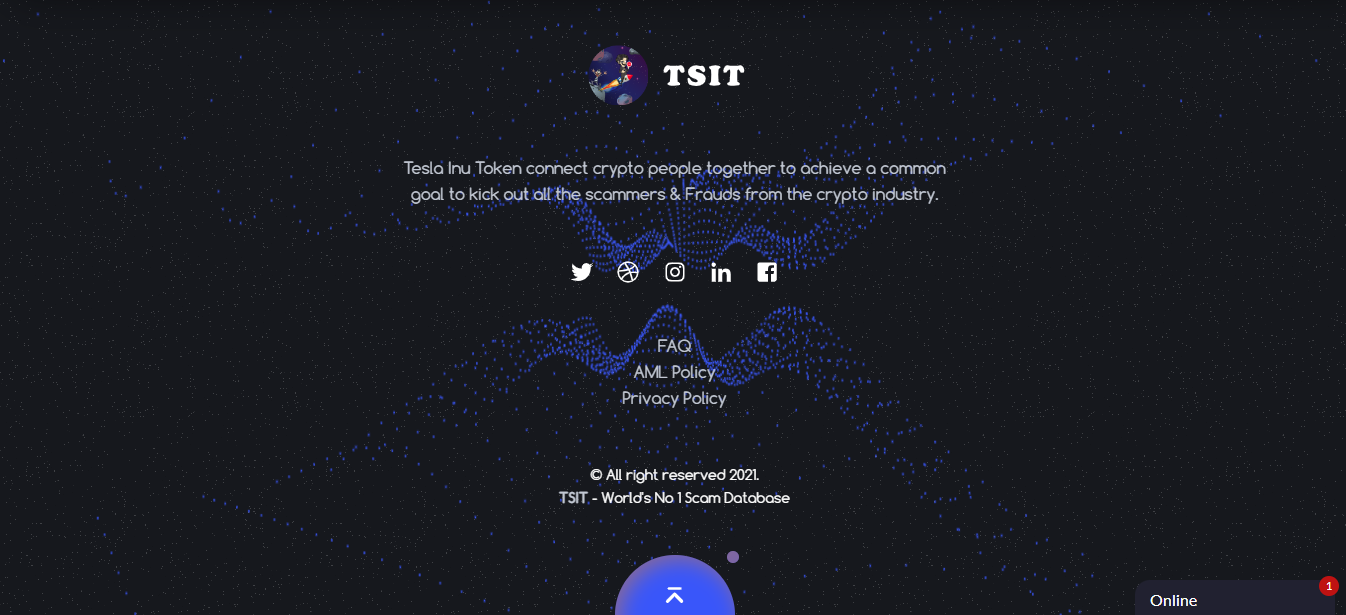 TSIT
Tesla Inu Token connect crypto people together to achieve a common
goal to kick out all the scammers & Frauds from the crypto industry.
FAQ
AML Policy
Privacy Policy
© All right reserved 2021.
TSIT - World's No 1 Scam Database
1
Online